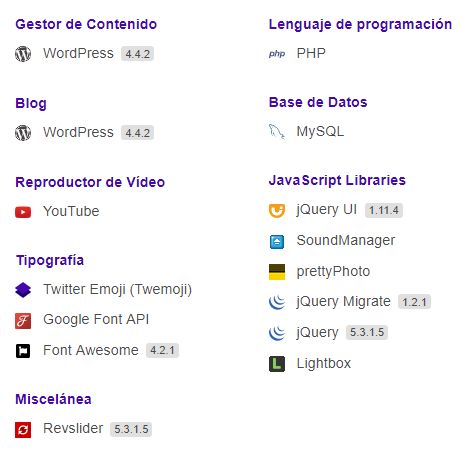 Gestor de Contenido
WordPress 4.4.2
Blog
WordPress 4.4.2
Reproductor de Vídeo
YouTube
Tipografía
Twitter Emoji (Twemoji)
Google Font API
Font Awesome 4.2.1
Miscelánea
Revslider 5.3.1.5
Lenguaje de programación
php PHP
Base de Datos
MySQL
JavaScript Libraries
jQuery UI 1.11.4
SoundManager
prettyPhoto
jQuery Migrate 1.2.1
jQuery 5.3.1.5
L Lightbox